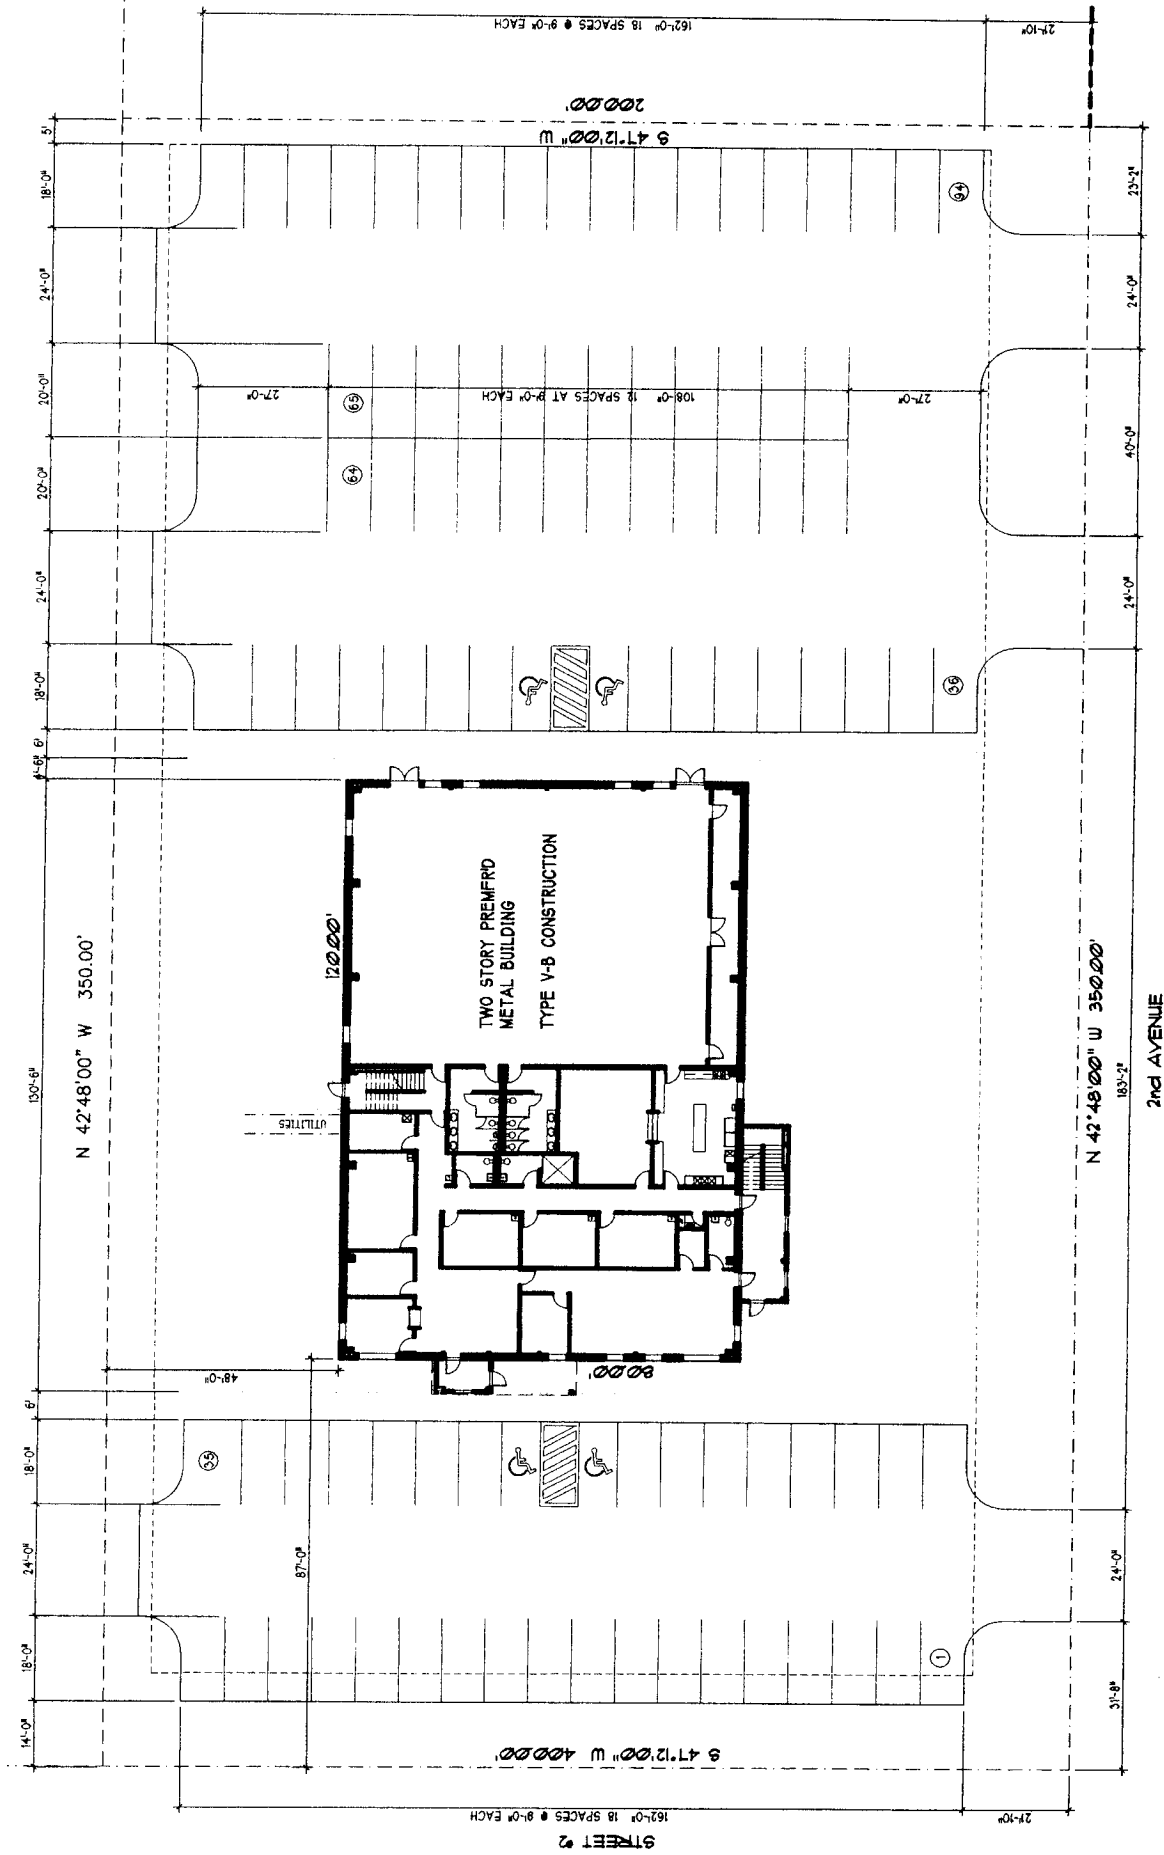 162'-0" 18 SPACES @ 9'-0" EACH
21'-10"
200.00'
S 47°12'00" W
5'
18'-0"
24'-0"
20'-0"
20'-0"
24'-0"
18'-0"
6'
4'-6"
130'-6"
6'
18'-0"
24'-0"
18'-0"
14'-0"
94
23'-2"
24'-0"
40'-0"
24'-0"
183'-2"
24'-0"
31'-8"
27'-0"
65
108'-0" 12 SPACES AT 9'-0" EACH
27'-0"
64
36
N 42°48'00" W 350.00'
120.00'
TWO STORY PREMFR'D
METAL BUILDING
TYPE V-B CONSTRUCTION
UTILITIES
N 42°48'00" W 350.00'
2nd AVENUE
48'-0"
80.00'
35
87'-0"
1
S 47°12'00" W 400.00'
162'-0" 18 SPACES @ 9'-0" EACH
21'-10"
STREET #2